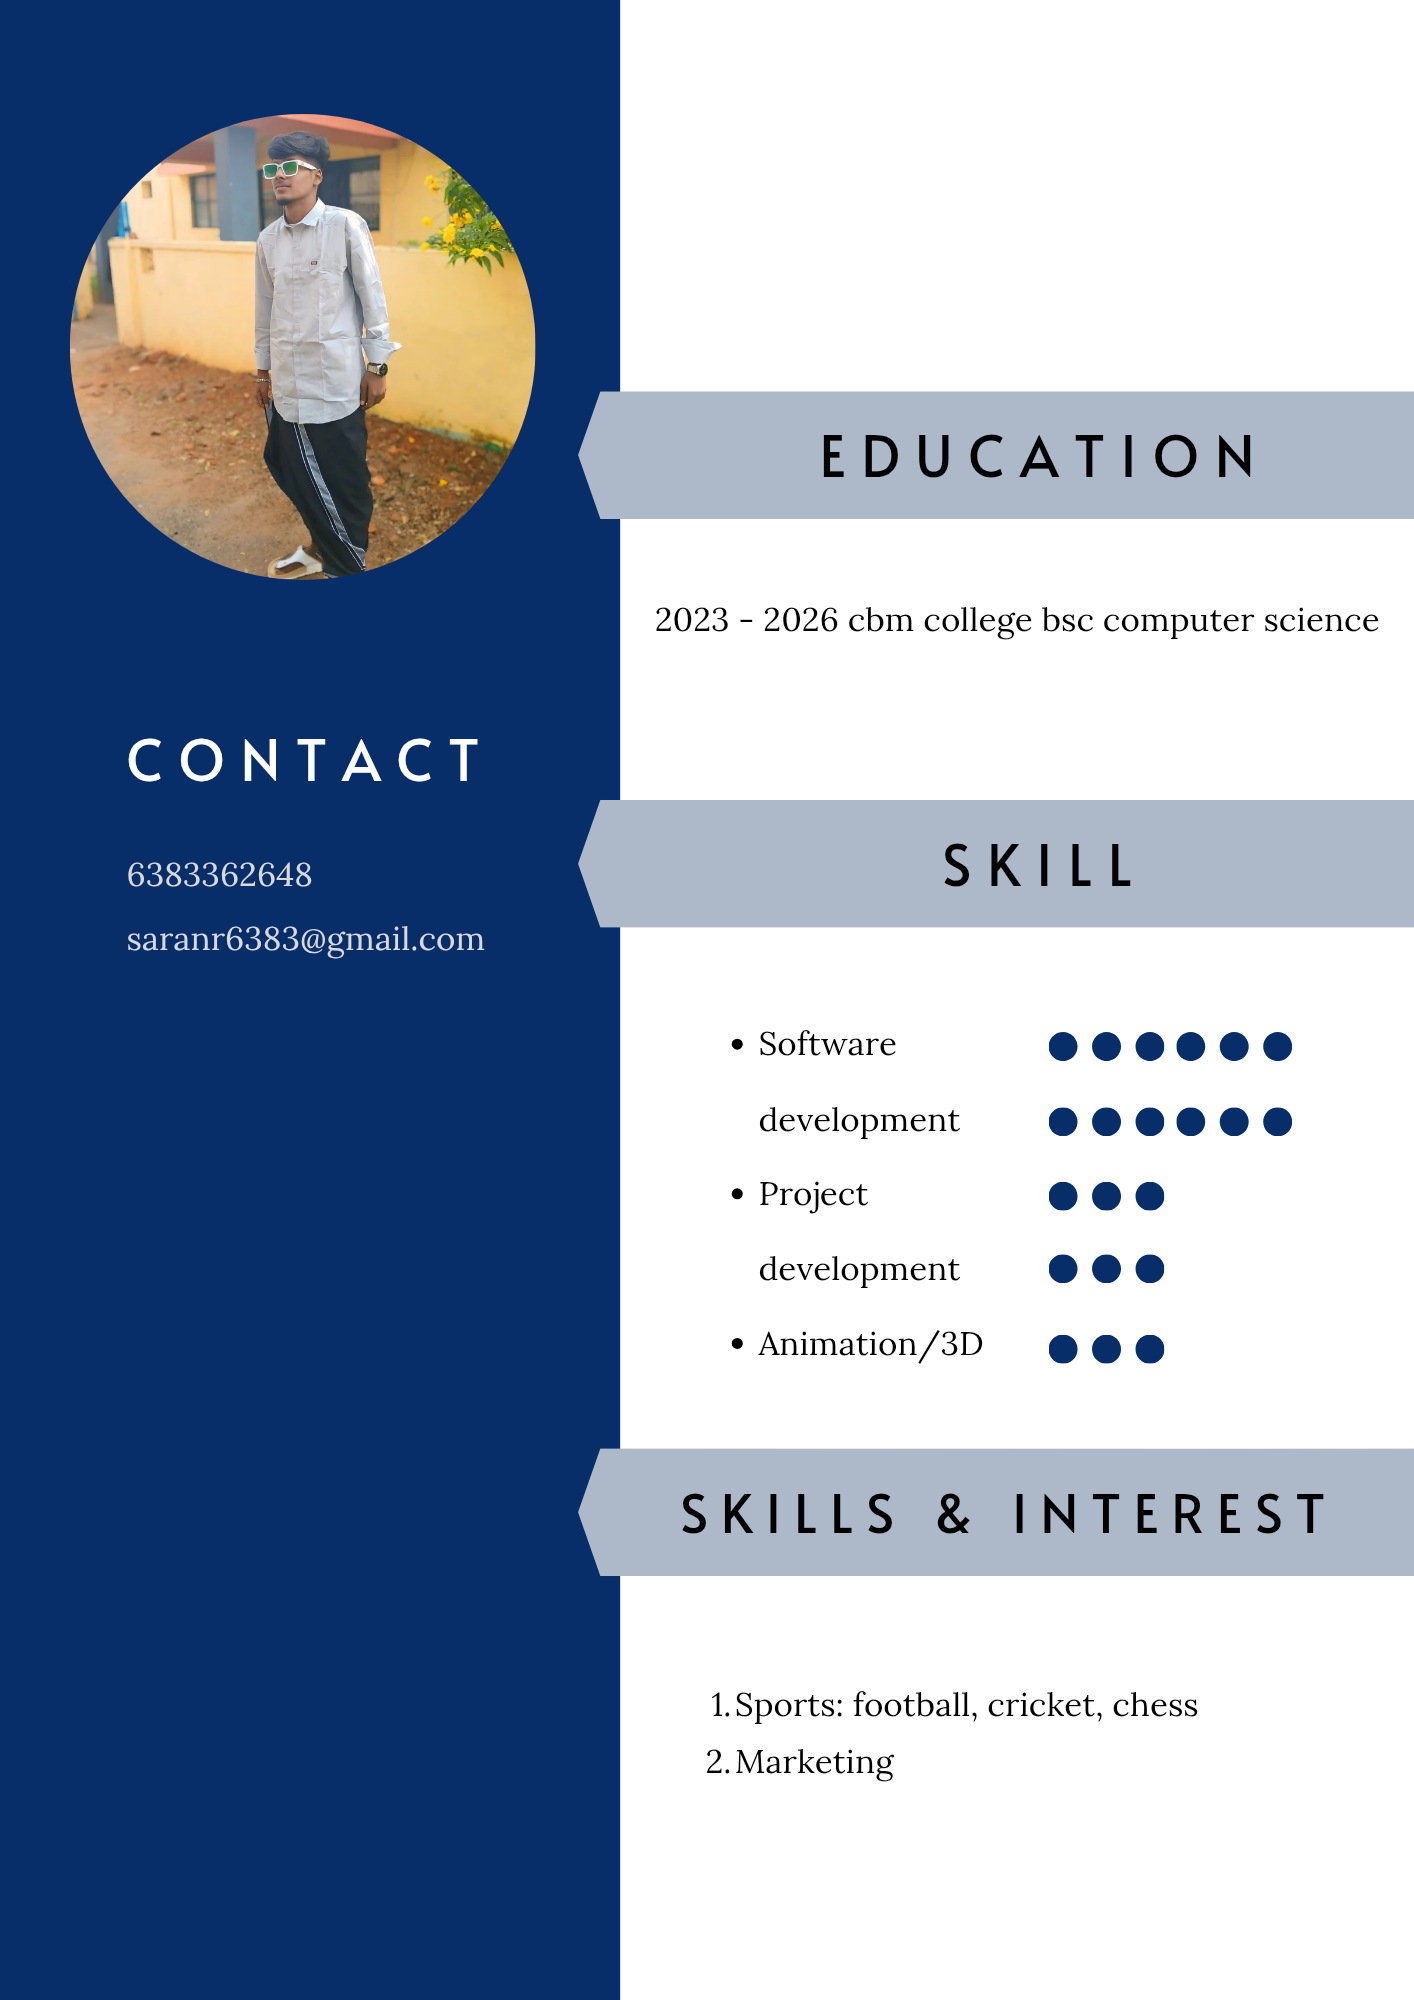 CONTACT
6383362648
saranr6383@gmail.com
EDUCATION
2023 - 2026 cbm college bsc computer science
SKILL
• Software
development
• Project
development
• Animation/3D
SKILLS & INTEREST
1. Sports: football, cricket, chess
2. Marketing